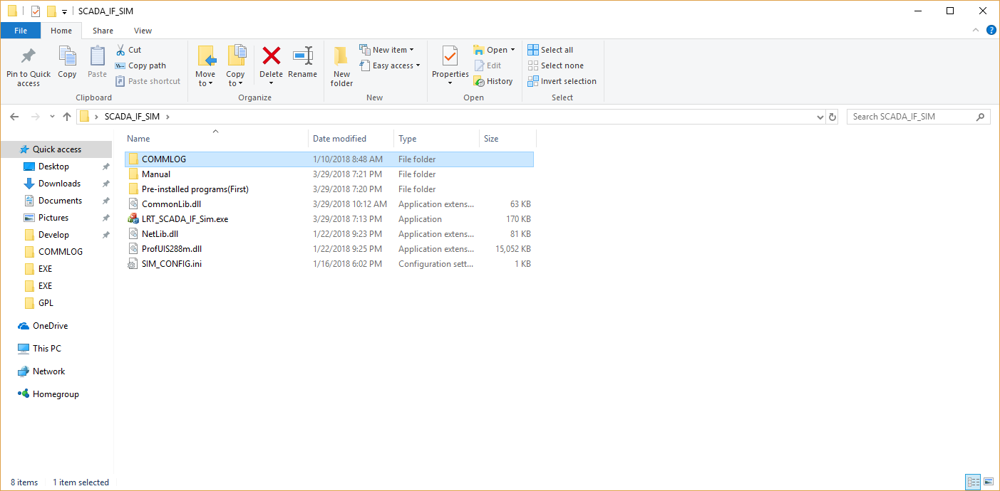 SCADA_IF_SIM
File Home Share View
Pin to Quick access
Copy
Paste
Cut
Copy path
Paste shortcut
Clipboard
Move to
Copy to
Delete
Rename
Organize
New folder
New item
Easy access
New
Properties
Open
Edit
History
Open
Select all
Select none
Invert selection
Select
SCADA_IF_SIM
Search SCADA_IF_SIM
Quick access
Desktop
Downloads
Documents
Pictures
Develop
COMMLOG
EXE
EXE
GPL
OneDrive
This PC
Network
Homegroup
Name Date modified Type Size
COMMLOG 1/10/2018 8:48 AM File folder
Manual 3/29/2018 7:21 PM File folder
Pre-installed programs(First) 3/29/2018 7:20 PM File folder
CommonLib.dll 3/29/2018 10:12 AM Application extens... 63 KB
LRT_SCADA_IF_Sim.exe 3/29/2018 7:13 PM Application 170 KB
NetLib.dll 1/22/2018 9:23 PM Application extens... 81 KB
ProfUIS288m.dll 1/22/2018 9:25 PM Application extens... 15,052 KB
SIM_CONFIG.ini 1/16/2018 6:02 PM Configuration sett... 1 KB
8 items 1 item selected